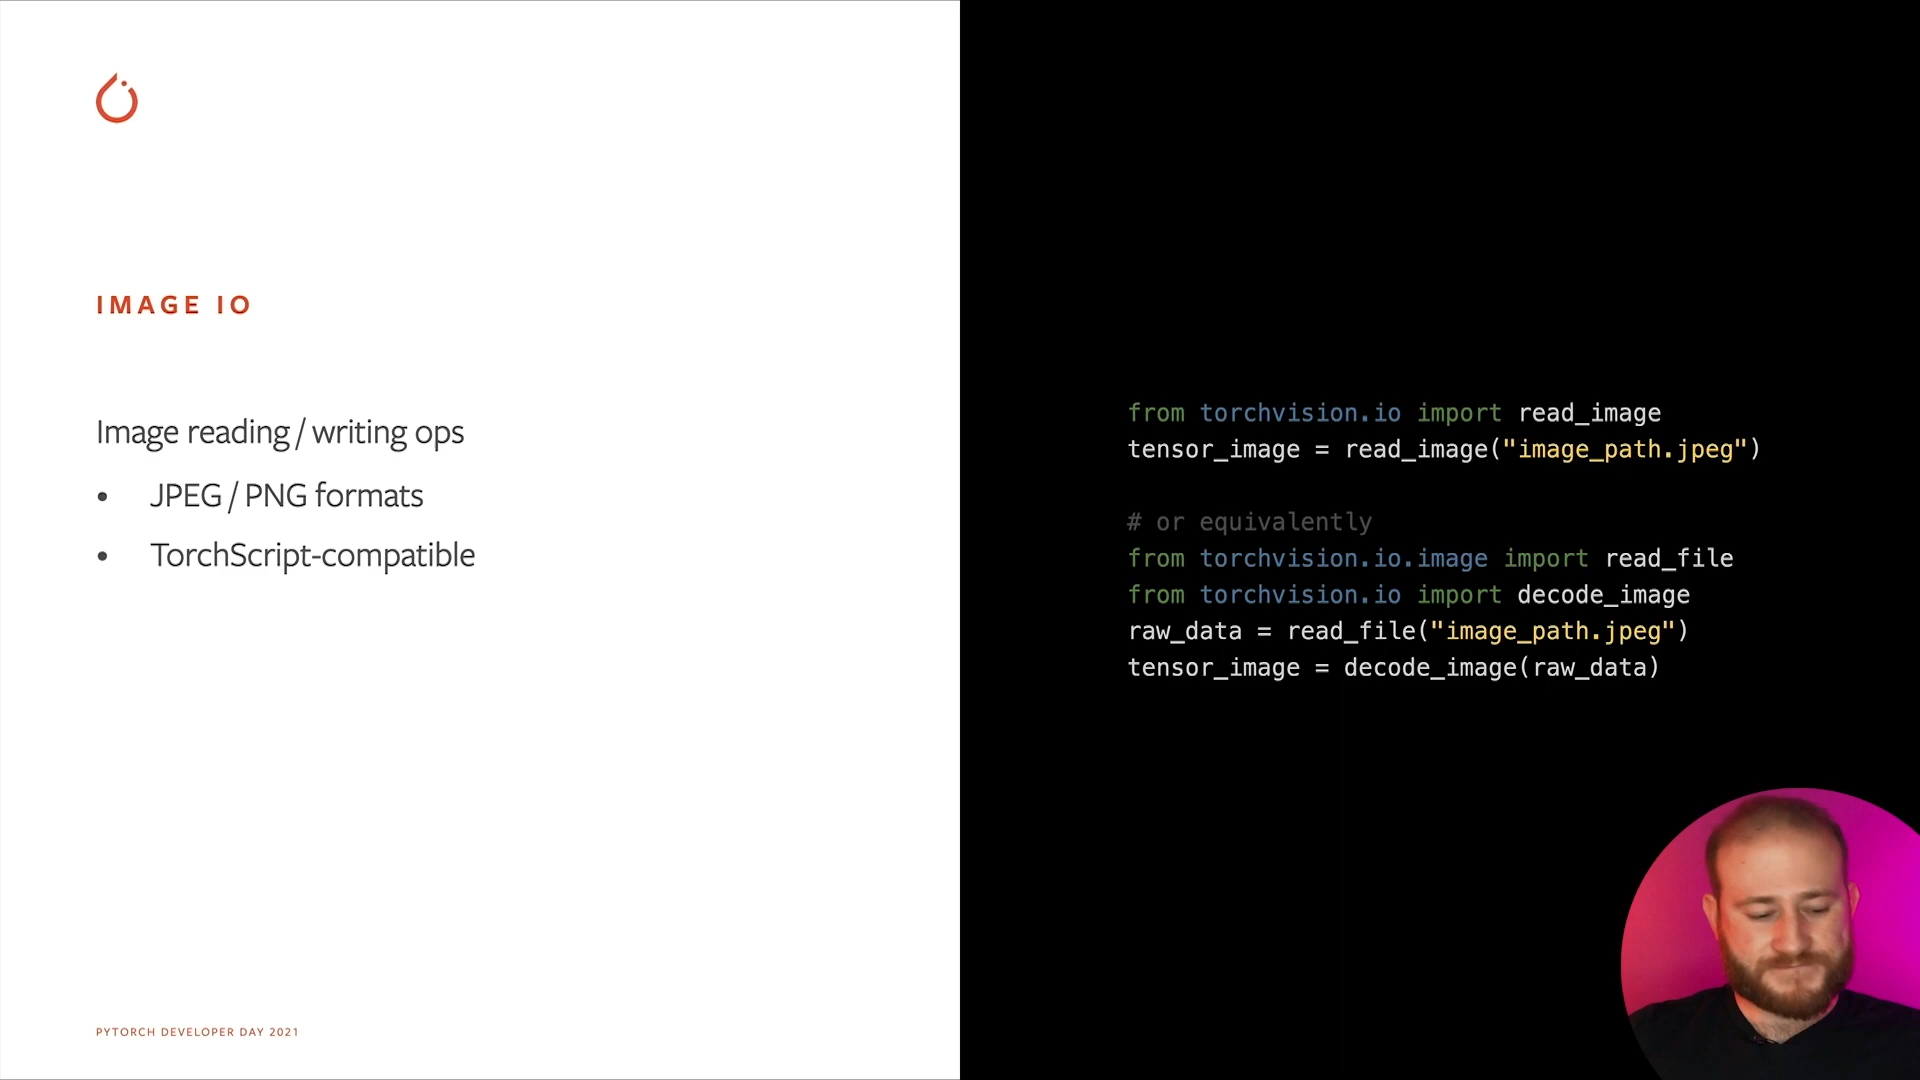 IMAGE IO
Image reading / writing ops
• JPEG / PNG formats
• TorchScript-compatible
PYTORCH DEVELOPER DAY 2021
from torchvision.io import read_image
tensor_image = read_image("image_path.jpeg")
# or equivalently
from torchvision.io.image import read_file
from torchvision.io import decode_image
raw_data = read_file("image_path.jpeg")
tensor_image = decode_image(raw_data)